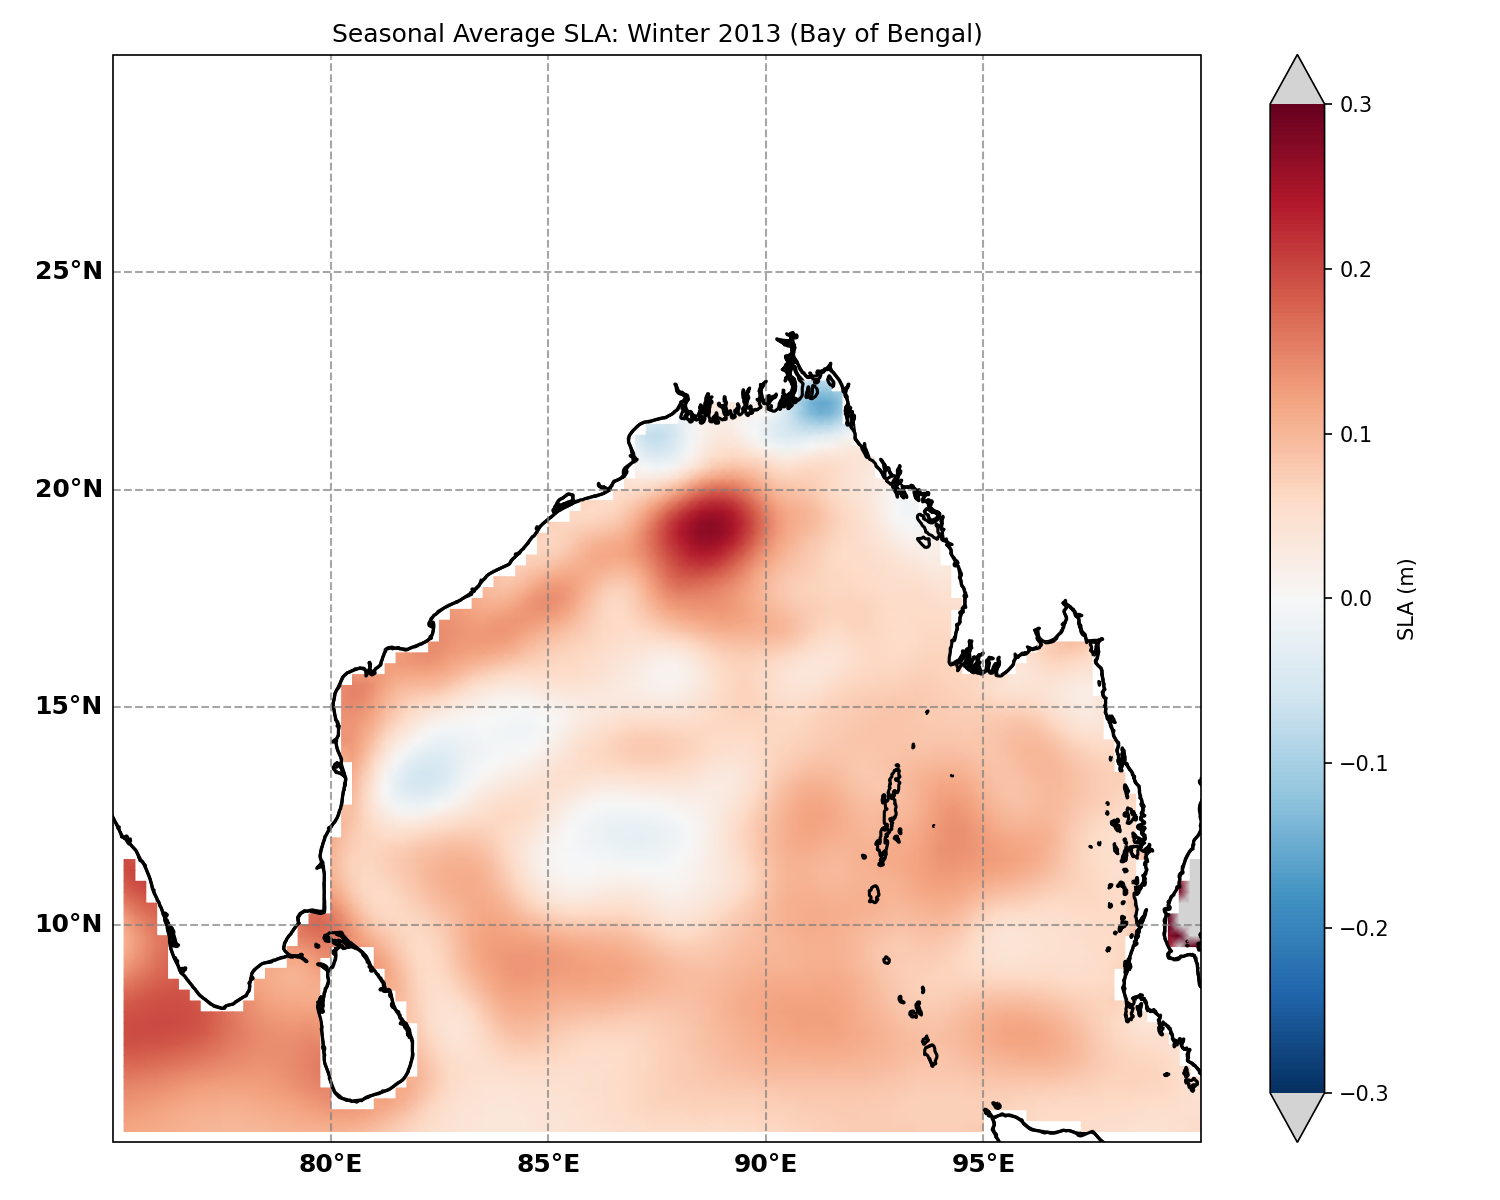 Seasonal Average SLA: Winter 2013 (Bay of Bengal)
25°N
20°N
15°N
10°N
80°E
85°E
90°E
95°E
0.3
0.2
0.1
0.0
−0.1
−0.2
−0.3
SLA (m)